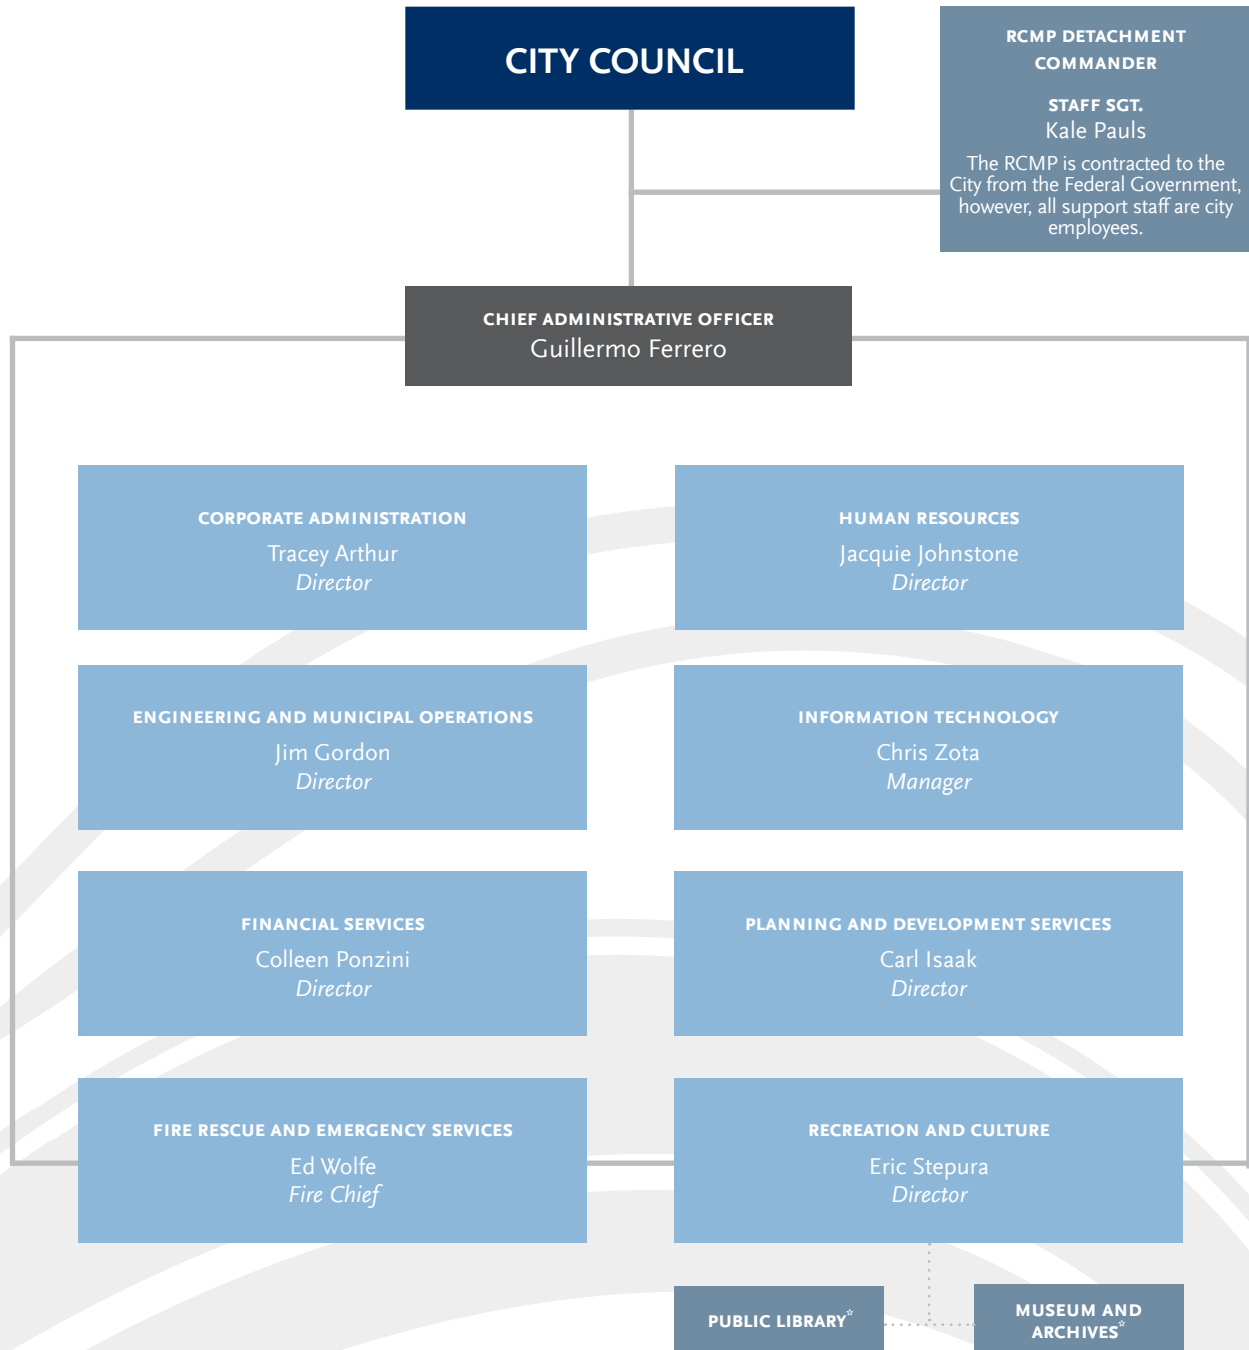 CITY COUNCIL
RCMP DETACHMENT
COMMANDER
STAFF SGT.
Kale Pauls
The RCMP is contracted to the
City from the Federal Government,
however, all support staff are city
employees.
CHIEF ADMINISTRATIVE OFFICER
Guillermo Ferrero
CORPORATE ADMINISTRATION
Tracey Arthur
Director
HUMAN RESOURCES
Jacquie Johnstone
Director
ENGINEERING AND MUNICIPAL OPERATIONS
Jim Gordon
Director
INFORMATION TECHNOLOGY
Chris Zota
Manager
FINANCIAL SERVICES
Colleen Ponzini
Director
PLANNING AND DEVELOPMENT SERVICES
Carl Isaak
Director
FIRE RESCUE AND EMERGENCY SERVICES
Ed Wolfe
Fire Chief
RECREATION AND CULTURE
Eric Stepura
Director
PUBLIC LIBRARY*
MUSEUM AND
ARCHIVES*